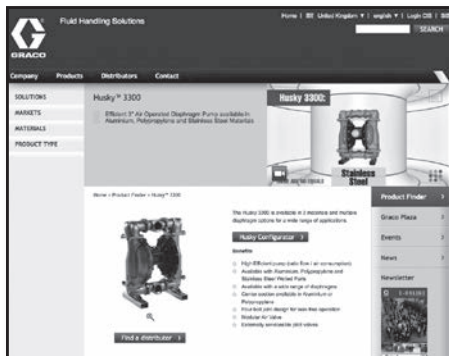 Home | United Kingdom ▼ | english ▼ | Login CIS |
Fluid Handling Solutions
SEARCH
GRACO
Company Products Distributors Contact
SOLUTIONS
MARKETS
MATERIALS
PRODUCT TYPE
Husky™ 3300
Efficient 3" Air Operated Diaphragm Pump available in
Aluminium, Polypropylene and Stainless Steel Materials
Husky 3300:
Stainless
Steel
Home » Product Finder » Husky™ 3300
The Husky 3300 is available in 3 materials and multiple
diaphragm options for a wide range of applications.
Husky Configurator >
Benefits
High Efficient pump (ratio flow / air consumption)
Available with Aluminium, Polypropylene and
Stainless Steel Wetted Parts
Available with a wide range of diaphragms
Center section available in Aluminium or
Polypropylene
Four-bolt joint design for leak free operation
Modular Air Valve
Externally serviceable pilot valves
Find a distributor >
Product Finder >
Graco Plaza >
Events >
News >
Newsletter